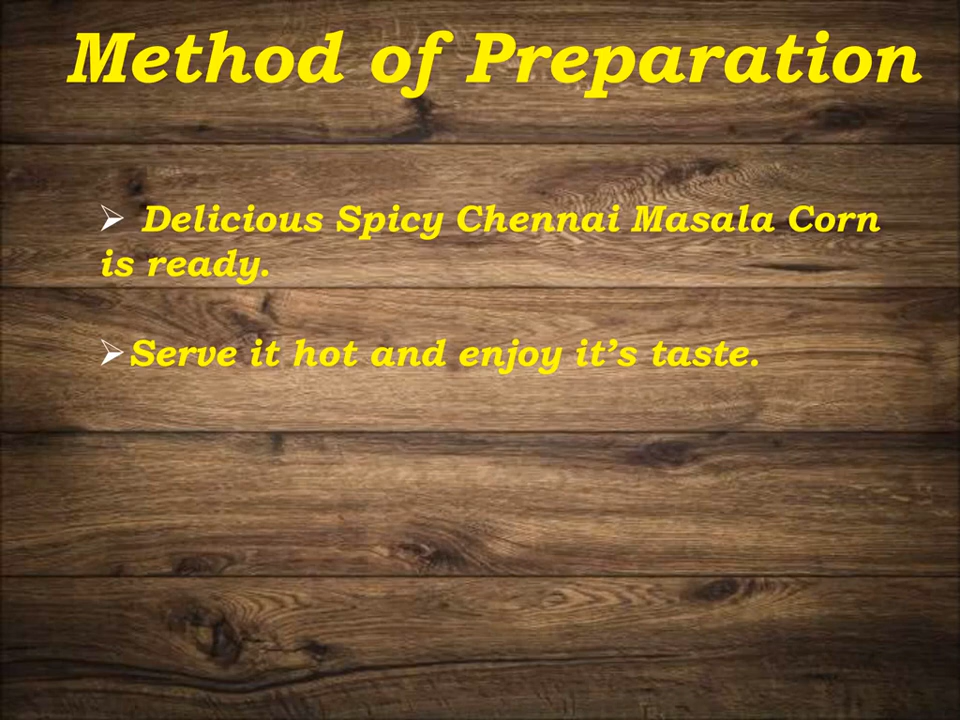 Method of Preparation
➢ Delicious Spicy Chennai Masala Corn
is ready.
➢Serve it hot and enjoy it’s taste.